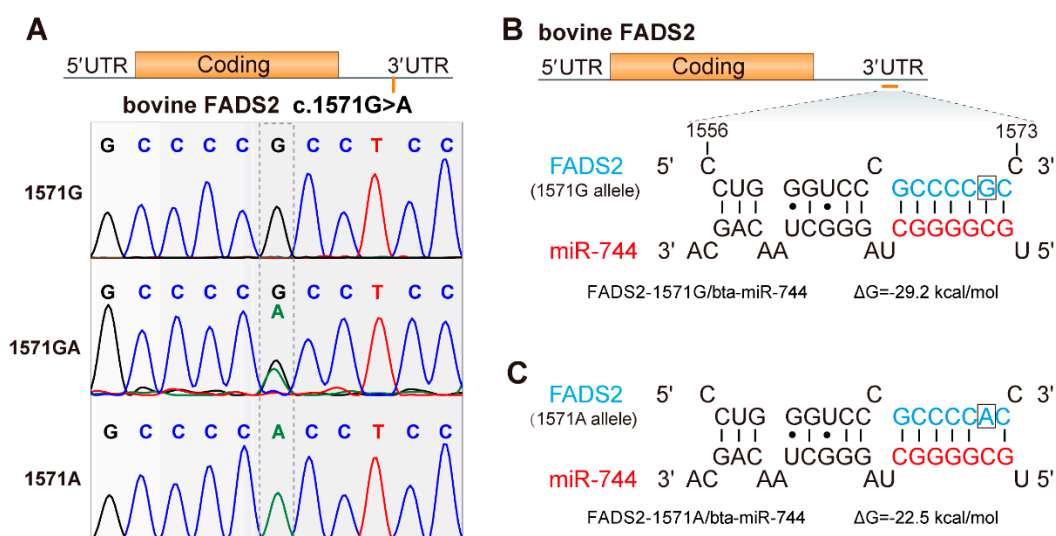 A
5'UTR Coding 3'UTR
bovine FADS2 c.1571G>A
G C C C C G C C T C C
1571G
G C C C C G C C T C C
A
1571GA
G C C C C A C C T C C
1571A
B bovine FADS2
5'UTR Coding 3'UTR
1556 1573
FADS2 5' C C C 3'
(1571G allele) CUG GGUCC GCCCCGC
GAC UCGGG CGGGGCG
miR-744 3' AC AA AU U 5'
FADS2-1571G/bta-miR-744 ΔG=-29.2 kcal/mol
C
FADS2 5' C C C 3'
(1571A allele) CUG GGUCC GCCCCAC
GAC UCGGG CGGGGCG
miR-744 3' AC AA AU U 5'
FADS2-1571A/bta-miR-744 ΔG=-22.5 kcal/mol